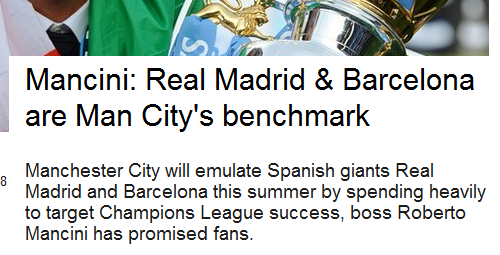 Mancini: Real Madrid & Barcelona
are Man City's benchmark
8
Manchester City will emulate Spanish giants Real
Madrid and Barcelona this summer by spending heavily
to target Champions League success, boss Roberto
Mancini has promised fans.